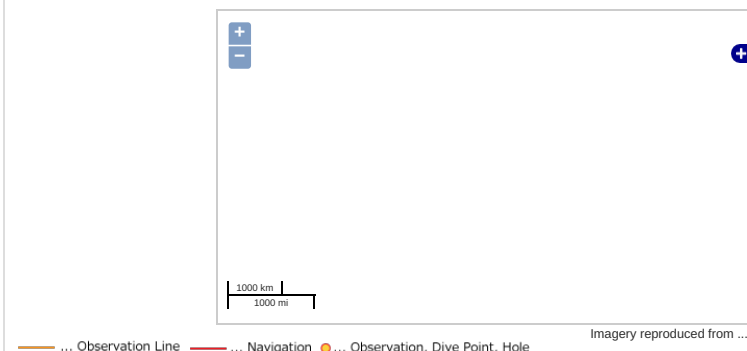 +
+
−
1000 km
1000 mi
Imagery reproduced from ...
... Observation Line ... Navigation ... Observation, Dive Point, Hole